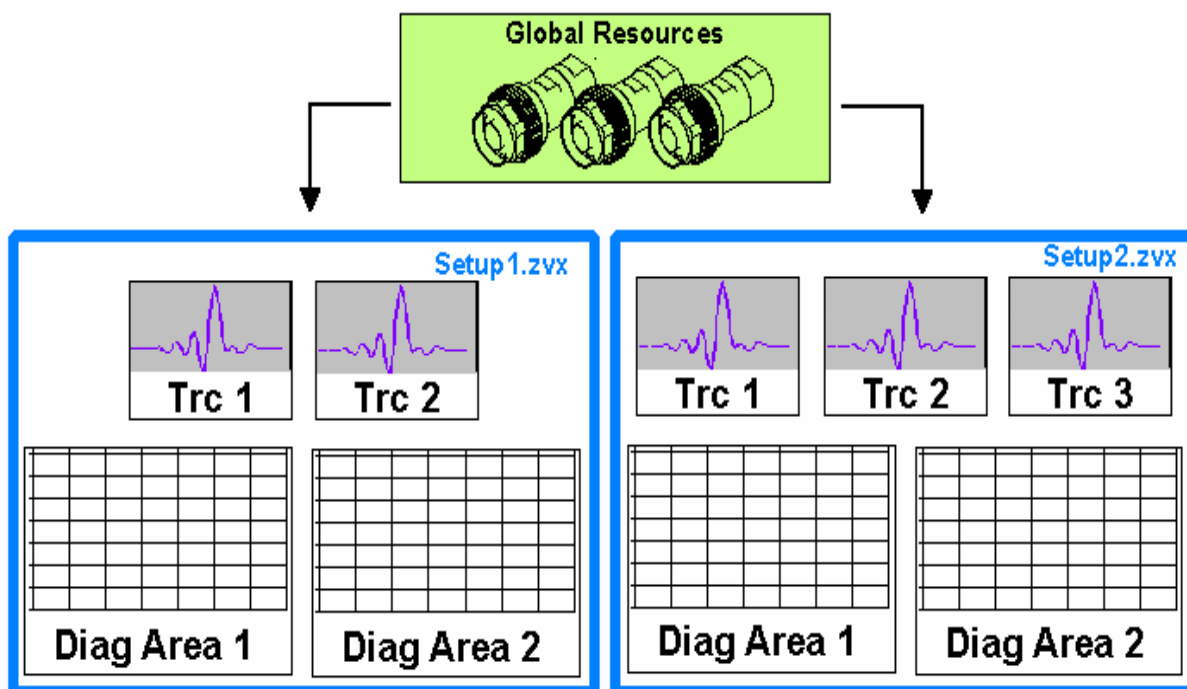 Global Resources
Setup1.zvx
Trc 1
Trc 2
Diag Area 1
Diag Area 2
Setup2.zvx
Trc 1
Trc 2
Trc 3
Diag Area 1
Diag Area 2